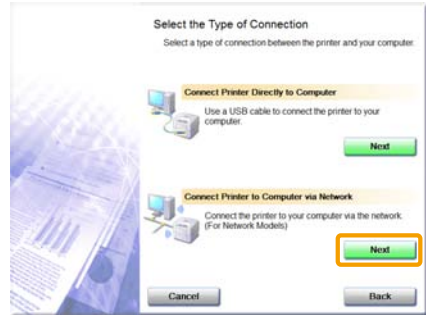 Select the Type of Connection
Select a type of connection between the printer and your computer.
Connect Printer Directly to Computer
Use a USB cable to connect the printer to your
computer.
Next
Connect Printer to Computer via Network
Connect the printer to your computer via the network.
(For Network Models)
Next
Cancel
Back